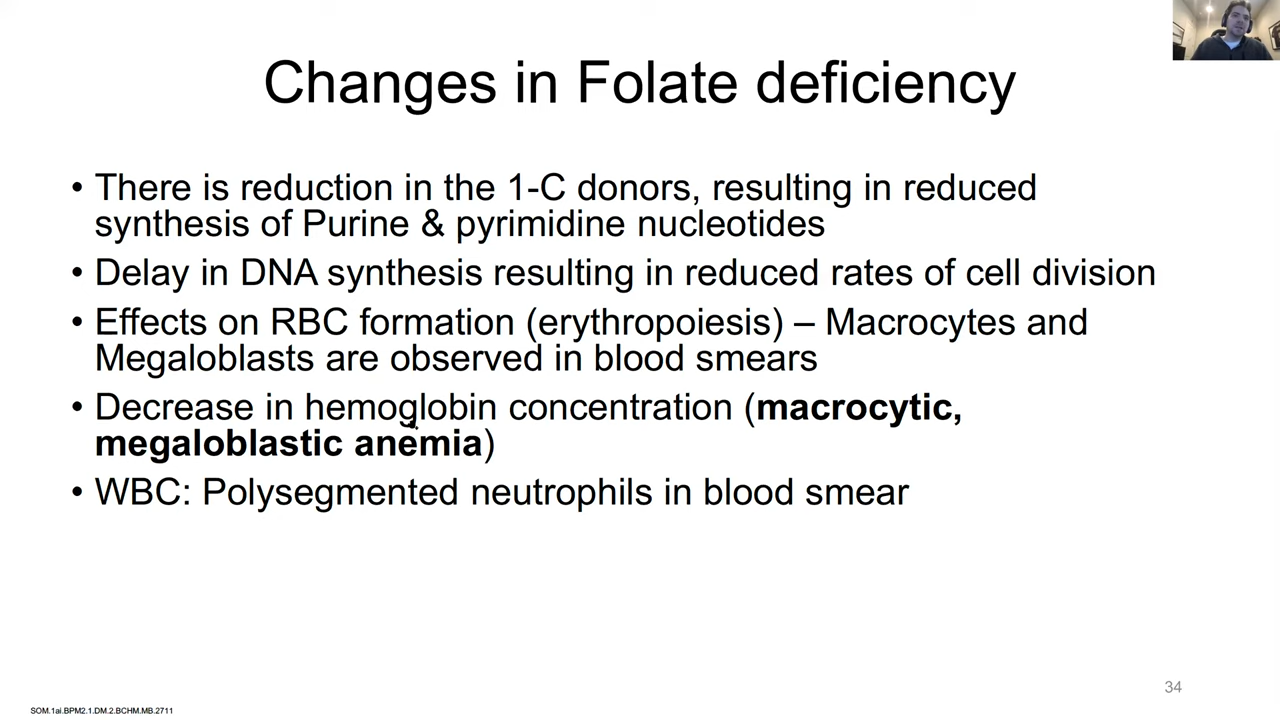 Changes in Folate deficiency
• There is reduction in the 1-C donors, resulting in reduced
synthesis of Purine & pyrimidine nucleotides
• Delay in DNA synthesis resulting in reduced rates of cell division
• Effects on RBC formation (erythropoiesis) – Macrocytes and
Megaloblasts are observed in blood smears
• Decrease in hemoglobin concentration (macrocytic,
megaloblastic anemia)
• WBC: Polysegmented neutrophils in blood smear
34
SOM.1ai.BPM2.1.DM.2.BCHM.MB.2711